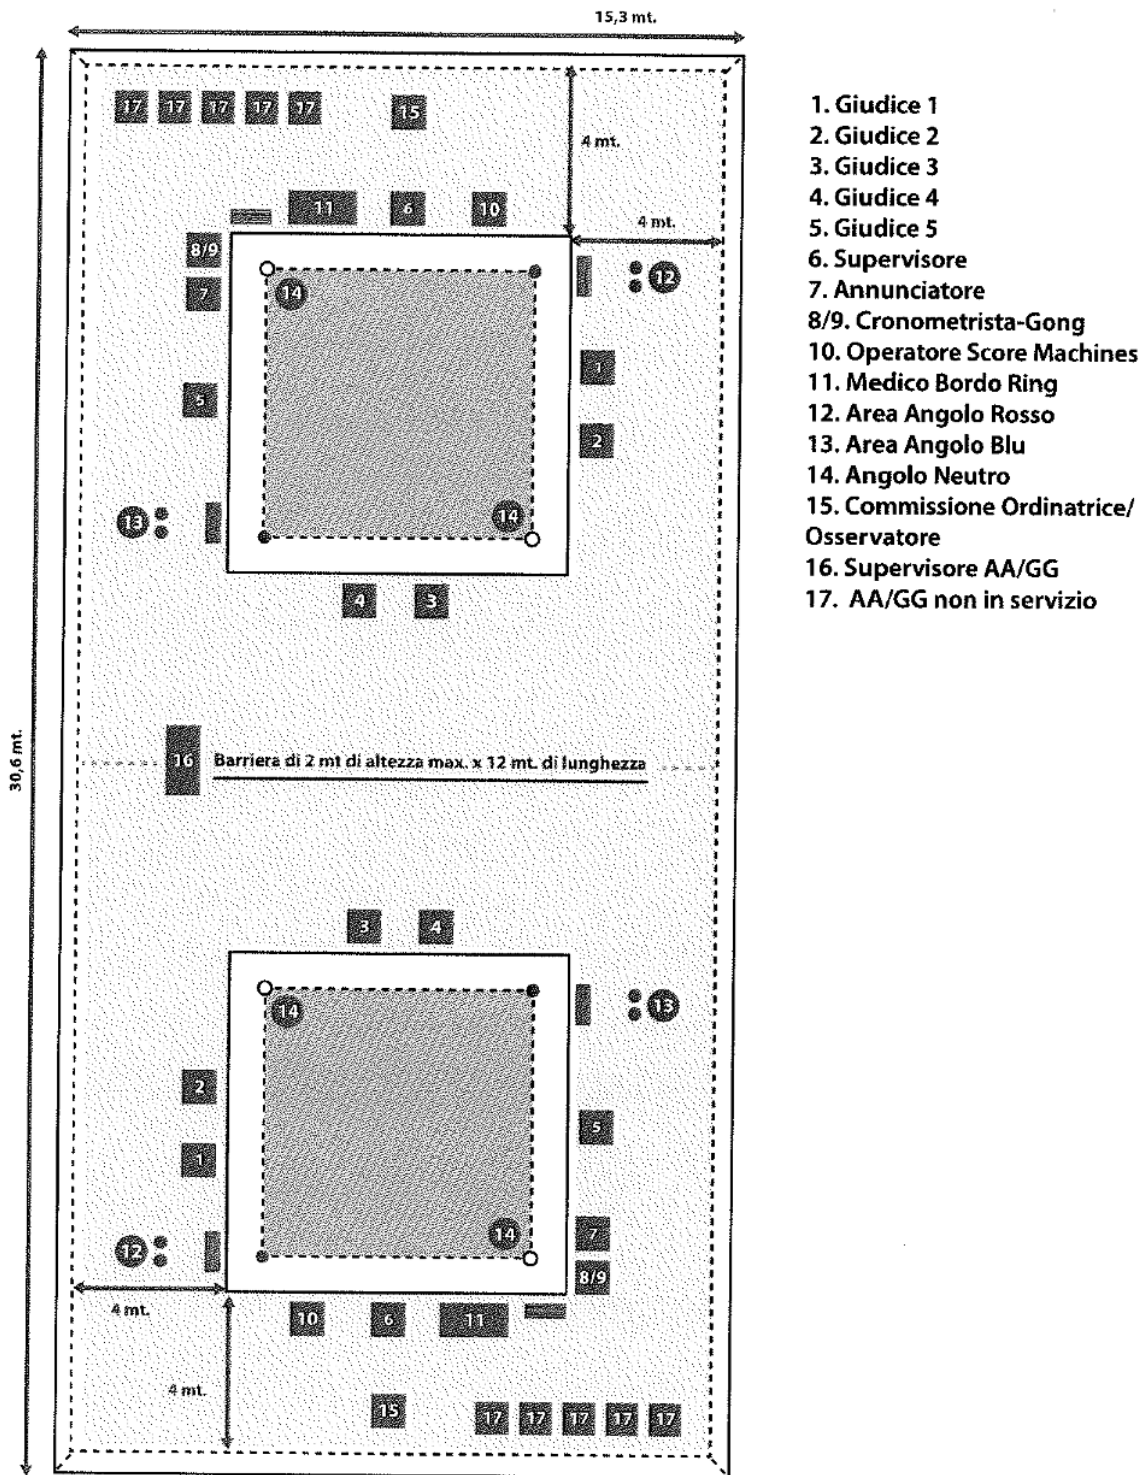 15,3 mt.
17 17 17 17 17
15
4 mt.
11
6
10
4 mt.
8/9
7
14
12
1
5
2
13
14
4
3
30,6 mt.
16
Barriera di 2 mt di altezza max. x 12 mt. di lunghezza
3
4
14
13
2
5
1
14
7
12
8/9
4 mt.
10
6
11
4 mt.
15
17 17 17 17 17
1. Giudice 1
2. Giudice 2
3. Giudice 3
4. Giudice 4
5. Giudice 5
6. Supervisore
7. Annunciatore
8/9. Cronometrista-Gong
10. Operatore Score Machines
11. Medico Bordo Ring
12. Area Angolo Rosso
13. Area Angolo Blu
14. Angolo Neutro
15. Commissione Ordinatrice/
Osservatore
16. Supervisore AA/GG
17. AA/GG non in servizio